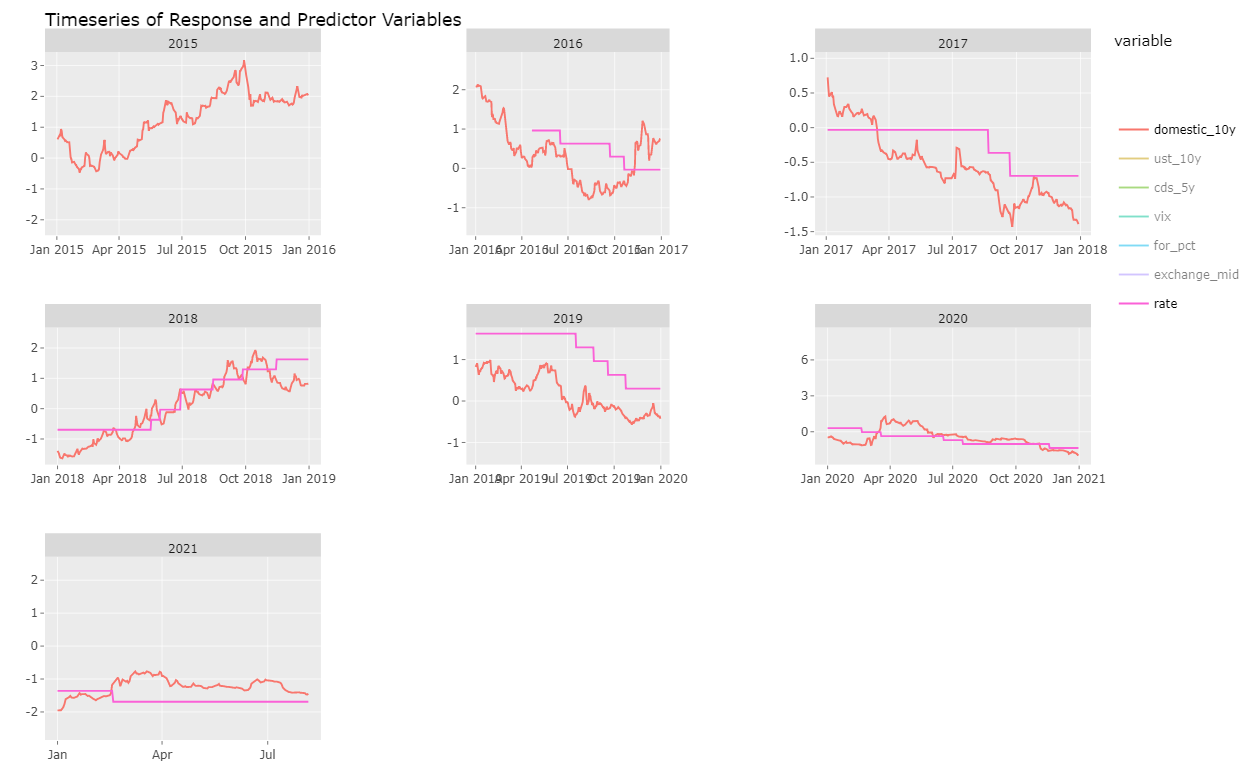 Timeseries of Response and Predictor Variables
2015
3
2
1
0
-1
-2
Jan 2015 Apr 2015 Jul 2015 Oct 2015 Jan 2016
2016
2
1
0
-1
Jan 2016 Apr 2016 Jul 2016 Oct 2016 Jan 2017
2017
1.0
0.5
0.0
-0.5
-1.0
-1.5
Jan 2017 Apr 2017 Jul 2017 Oct 2017 Jan 2018
variable
domestic_10y
ust_10y
cds_5y
vix
for_pct
exchange_mid
rate
2018
2
1
0
-1
Jan 2018 Apr 2018 Jul 2018 Oct 2018 Jan 2019
2019
1
0
-1
Jan 2019 Apr 2019 Jul 2019 Oct 2019 Jan 2020
2020
6
3
0
Jan 2020 Apr 2020 Jul 2020 Oct 2020 Jan 2021
2021
2
1
0
-1
-2
Jan Apr Jul